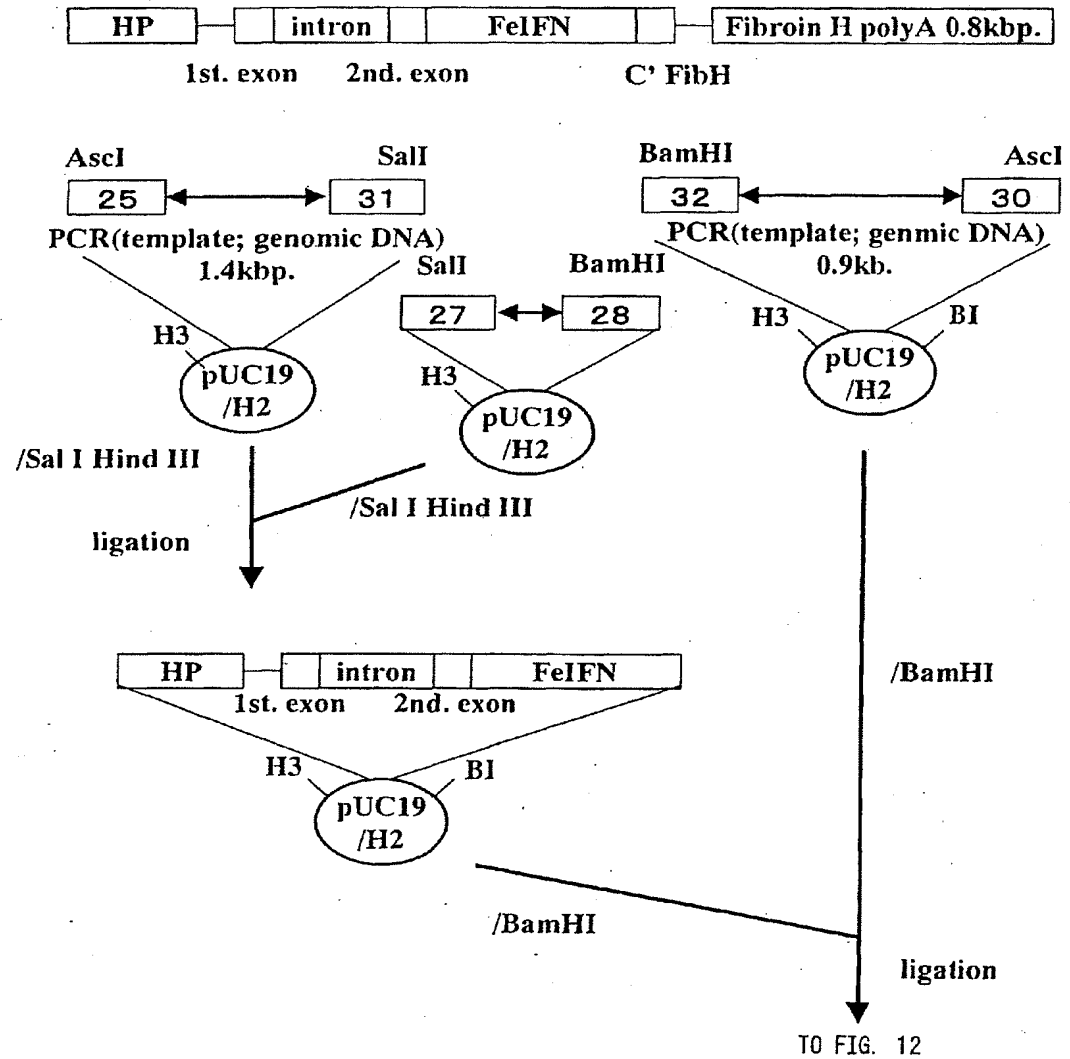 HP intron FeIFN Fibroin H polyA 0.8kbp.
1st. exon 2nd. exon C' FibH
AscI SalI
25 31
PCR(template; genomic DNA)
1.4kbp.
BamHI AscI
32 30
PCR(template; genmic DNA)
0.9kb.
SalI BamHI
27 28
H3
pUC19
/H2
H3
pUC19
/H2
H3 BI
pUC19
/H2
/Sal I Hind III
/Sal I Hind III
ligation
HP intron FeIFN
1st. exon 2nd. exon
/BamHI
H3 BI
pUC19
/H2
/BamHI
ligation
TO FIG. 12